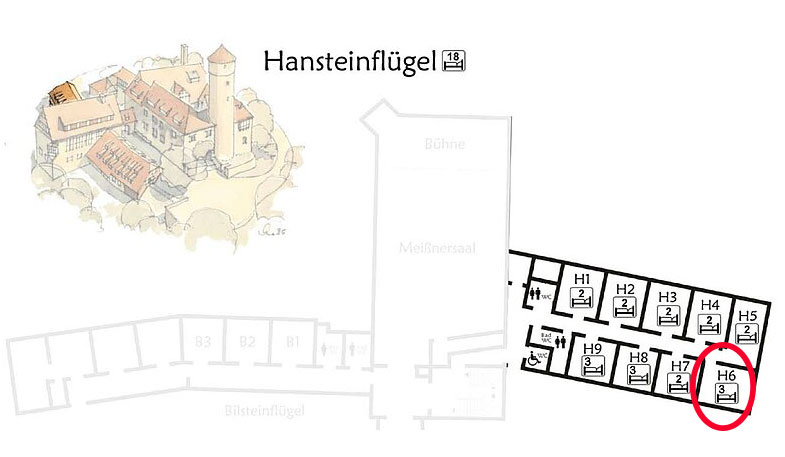 Hansteinflügel 18
Bühne
Meißnersaal
H1 2
H2 2
H3 2
H4 2
H5 2
WC
Bad
WC
WC
H9 3
H8 3
H7 2
H6 3
B3
B2
B1
Bilsteinflügel